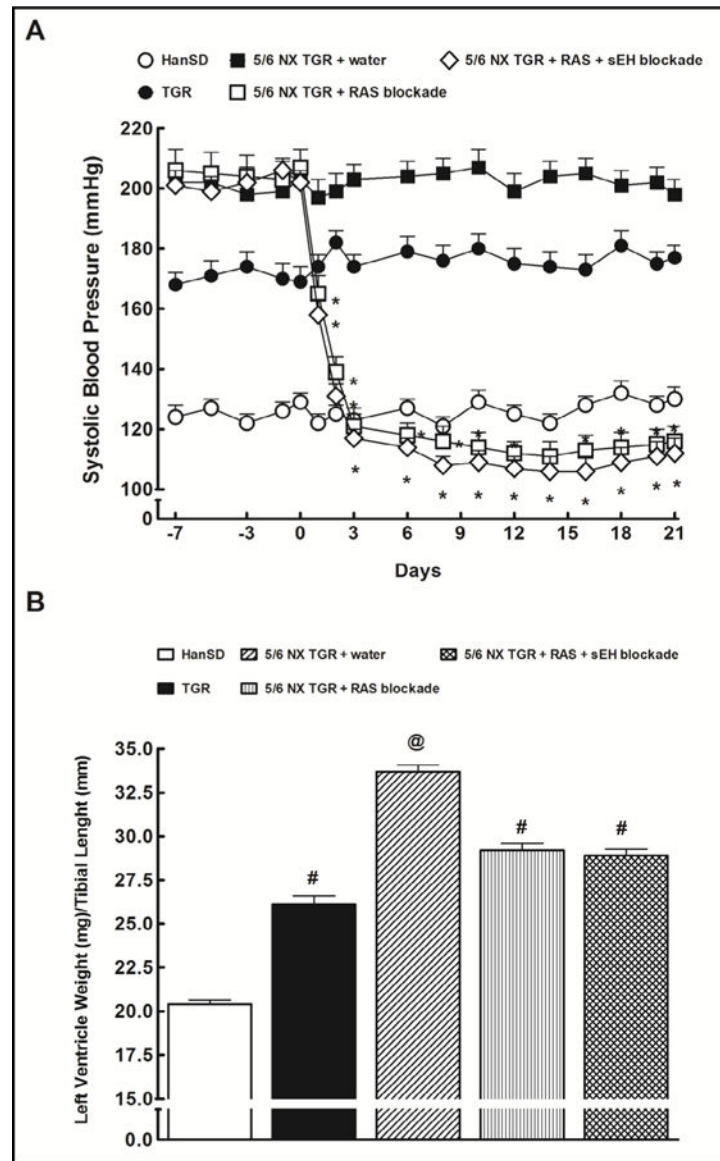 A
HanSD 5/6 NX TGR + water 5/6 NX TGR + RAS + sEH blockade
TGR 5/6 NX TGR + RAS blockade
Systolic Blood Pressure (mmHg)
220
200
180
160
140
120
100
0
-7 -3 0 3 6 9 12 15 18 21
Days
* * * * * * * * * * * * * * * * * * * * * *
B
HanSD 5/6 NX TGR + water 5/6 NX TGR + RAS + sEH blockade
TGR 5/6 NX TGR + RAS blockade
Left Ventricle Weight (mg)/Tibial Lenght (mm)
35.0
32.5
30.0
27.5
25.0
22.5
20.0
17.5
15.0
0.0
# @ # #